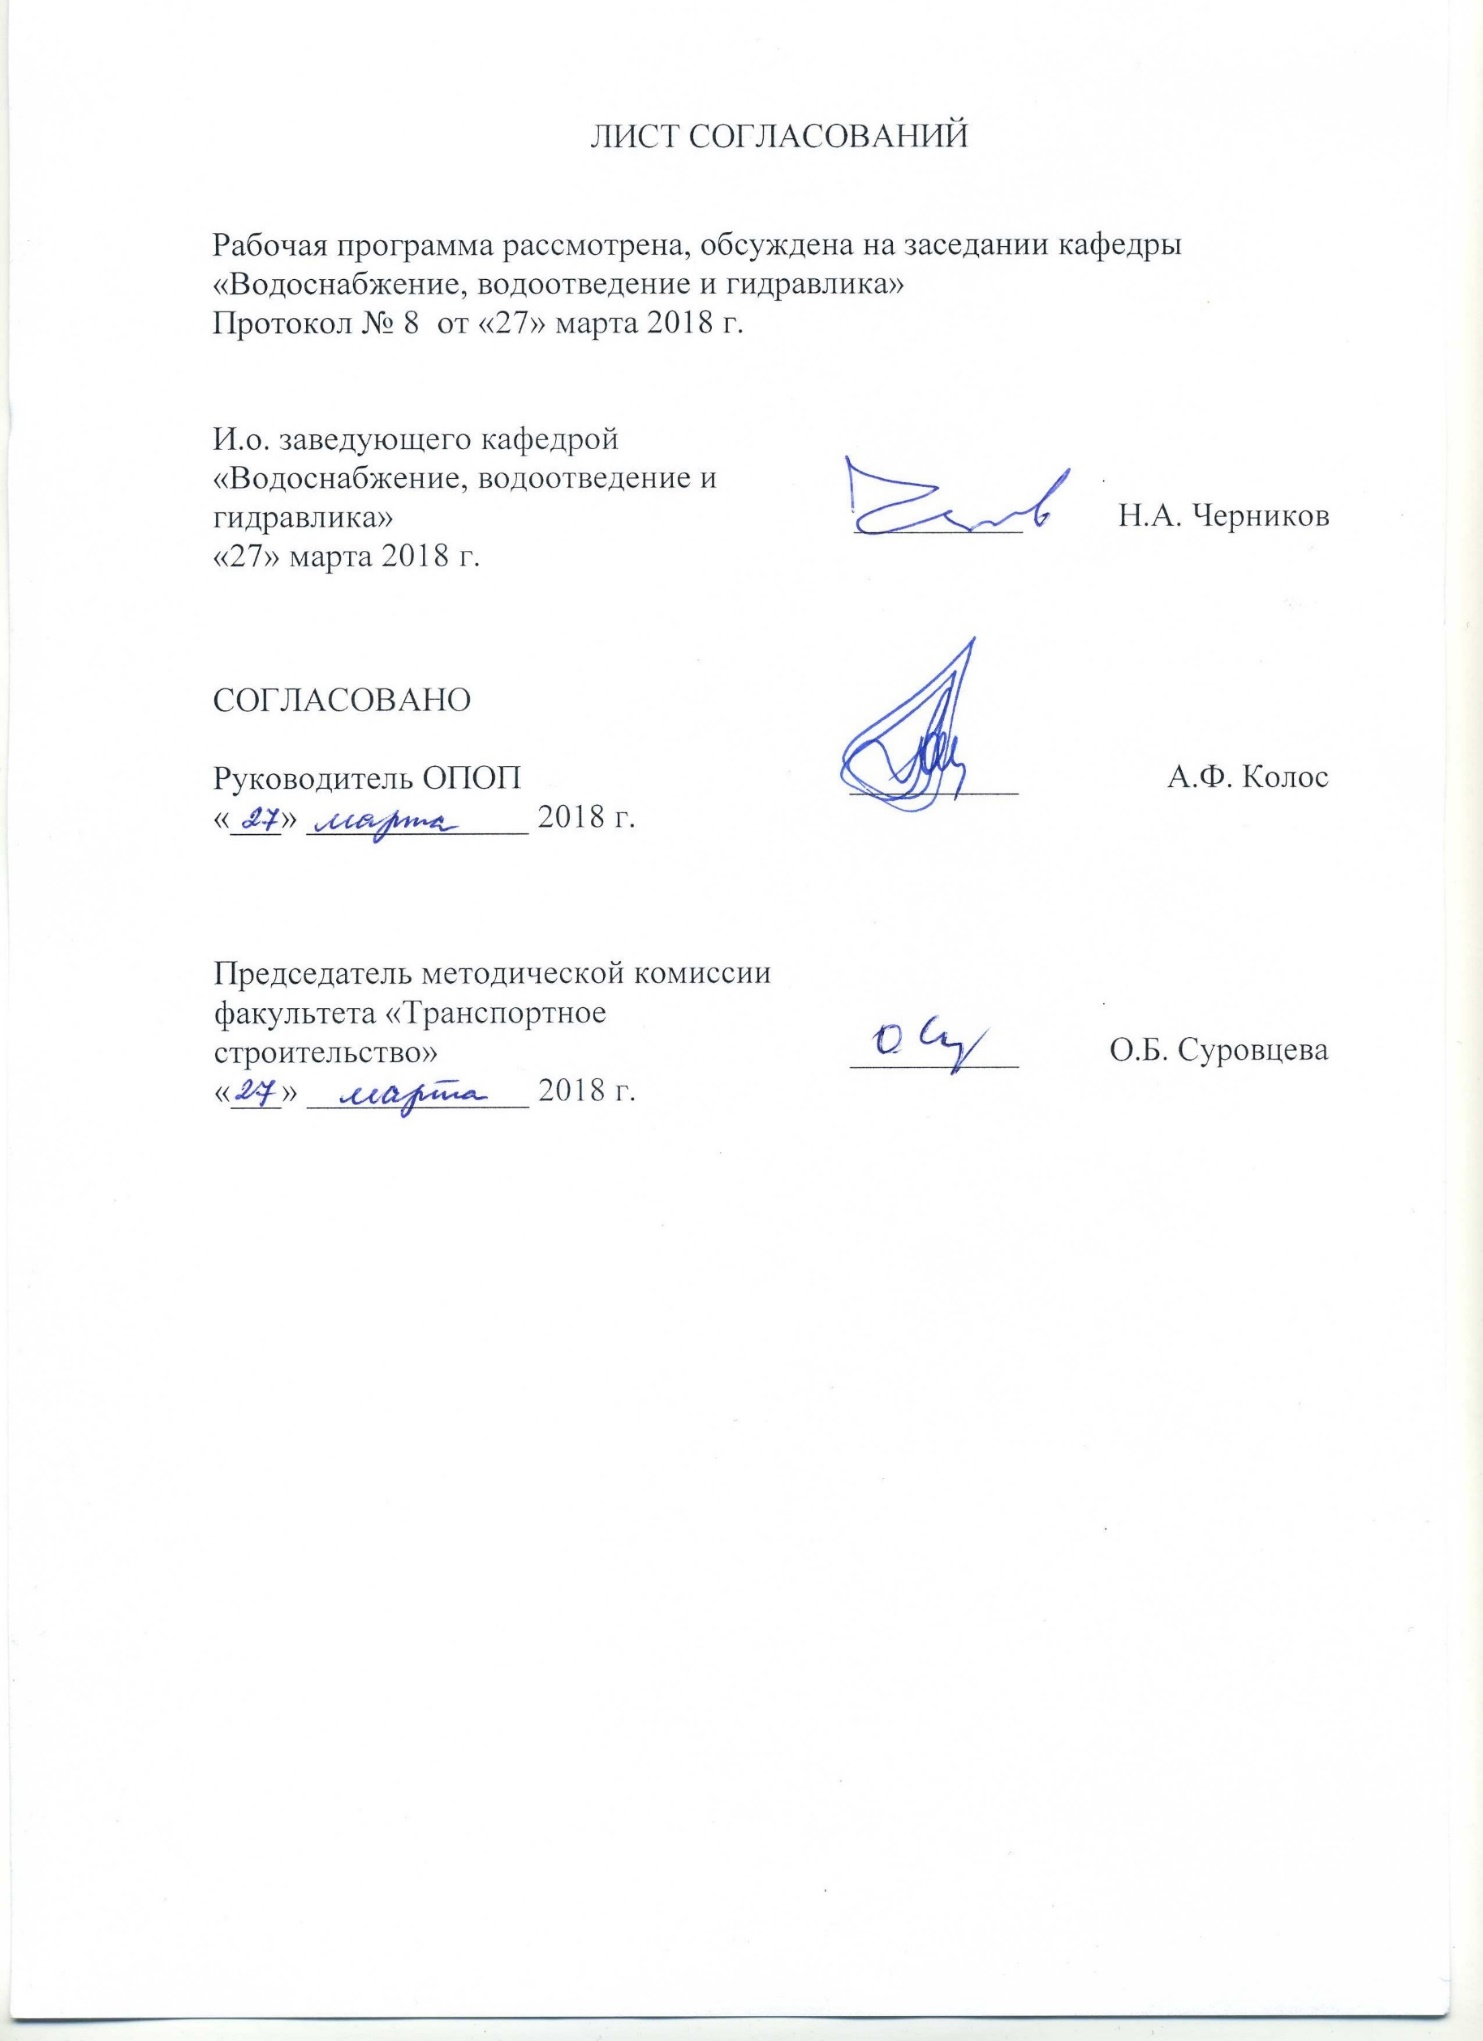 ЛИСТ СОГЛАСОВАНИЙ
Рабочая программа рассмотрена, обсуждена на заседании кафедры
«Водоснабжение, водоотведение и гидравлика»
Протокол № 8 от «27» марта 2018 г.
И.о. заведующего кафедрой
«Водоснабжение, водоотведение и
гидравлика» Н.А. Черников
«27» марта 2018 г.
СОГЛАСОВАНО
Руководитель ОПОП А.Ф. Колос
«27» марта 2018 г.
Председатель методической комиссии
факультета «Транспортное
строительство» О.Б. Суровцева
«27» марта 2018 г.